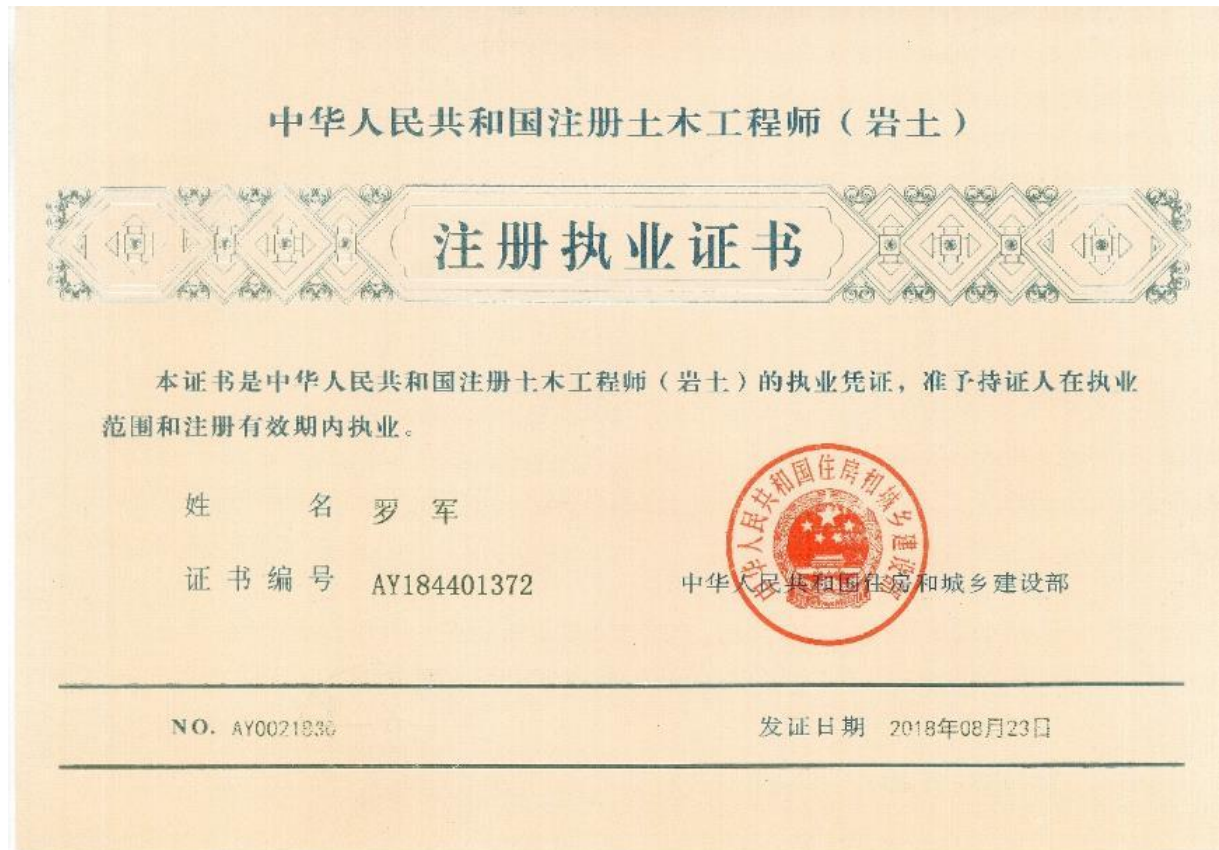 中华人民共和国注册土木工程师（岩土）
注册执业证书
本证书是中华人民共和国注册土木工程师（岩土）的执业凭证，准予持证人在执业
范围和注册有效期内执业。
姓 名 罗 军
证书编号 AY184401372
中华人民共和国住房和城乡建设部
中华人民共和国住房和城乡建设部
NO.
发证日期 2018年08月23日